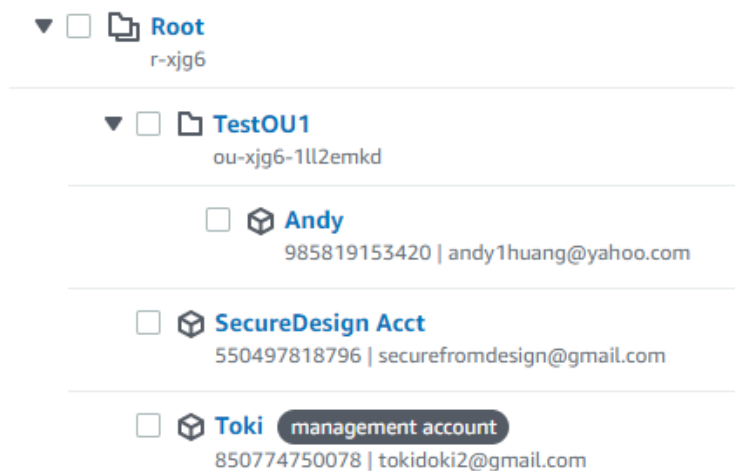 Root
r-xjg6
TestOU1
ou-xjg6-1ll2emkd
Andy
985819153420 | andy1huang@yahoo.com
SecureDesign Acct
550497818796 | securefromdesign@gmail.com
Toki management account
850774750078 | tokidoki2@gmail.com